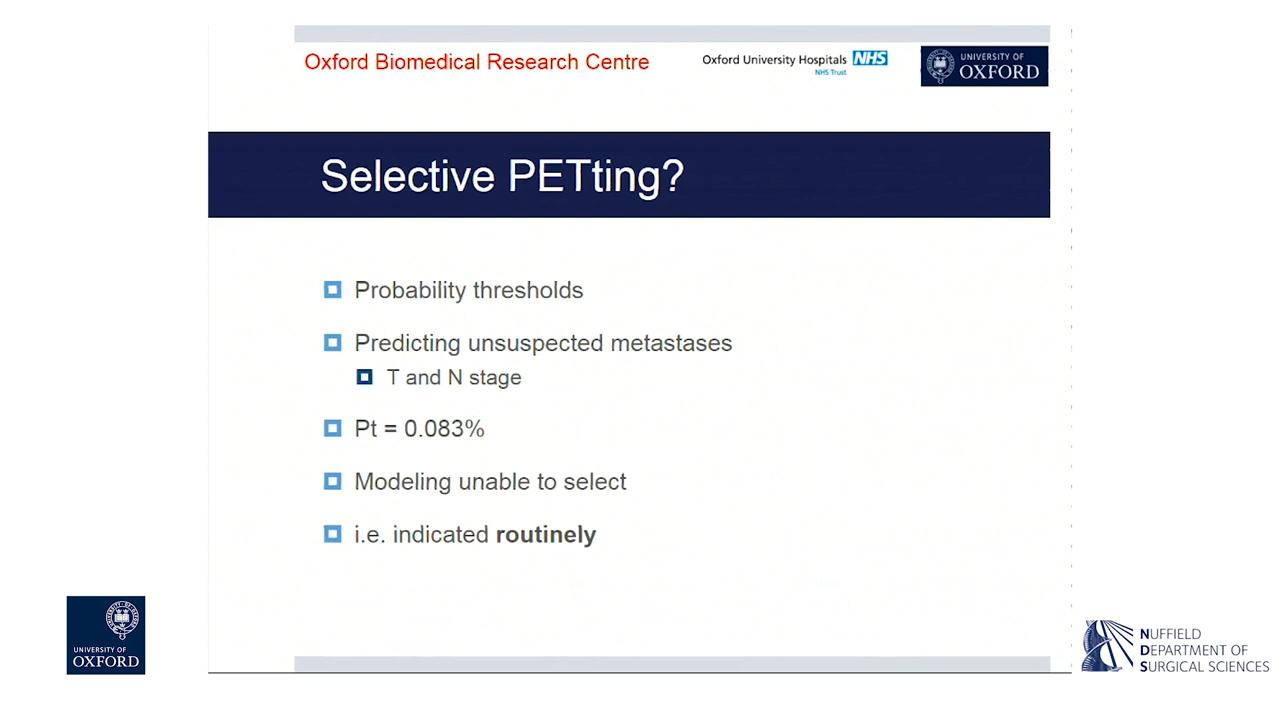 Oxford Biomedical Research Centre
Oxford University Hospitals NHS
NHS Trust
UNIVERSITY OF
OXFORD
Selective PETting?
Probability thresholds
Predicting unsuspected metastases
T and N stage
Pt = 0.083%
Modeling unable to select
i.e. indicated routinely
UNIVERSITY OF
OXFORD
NUFFIELD
DEPARTMENT OF
SURGICAL SCIENCES